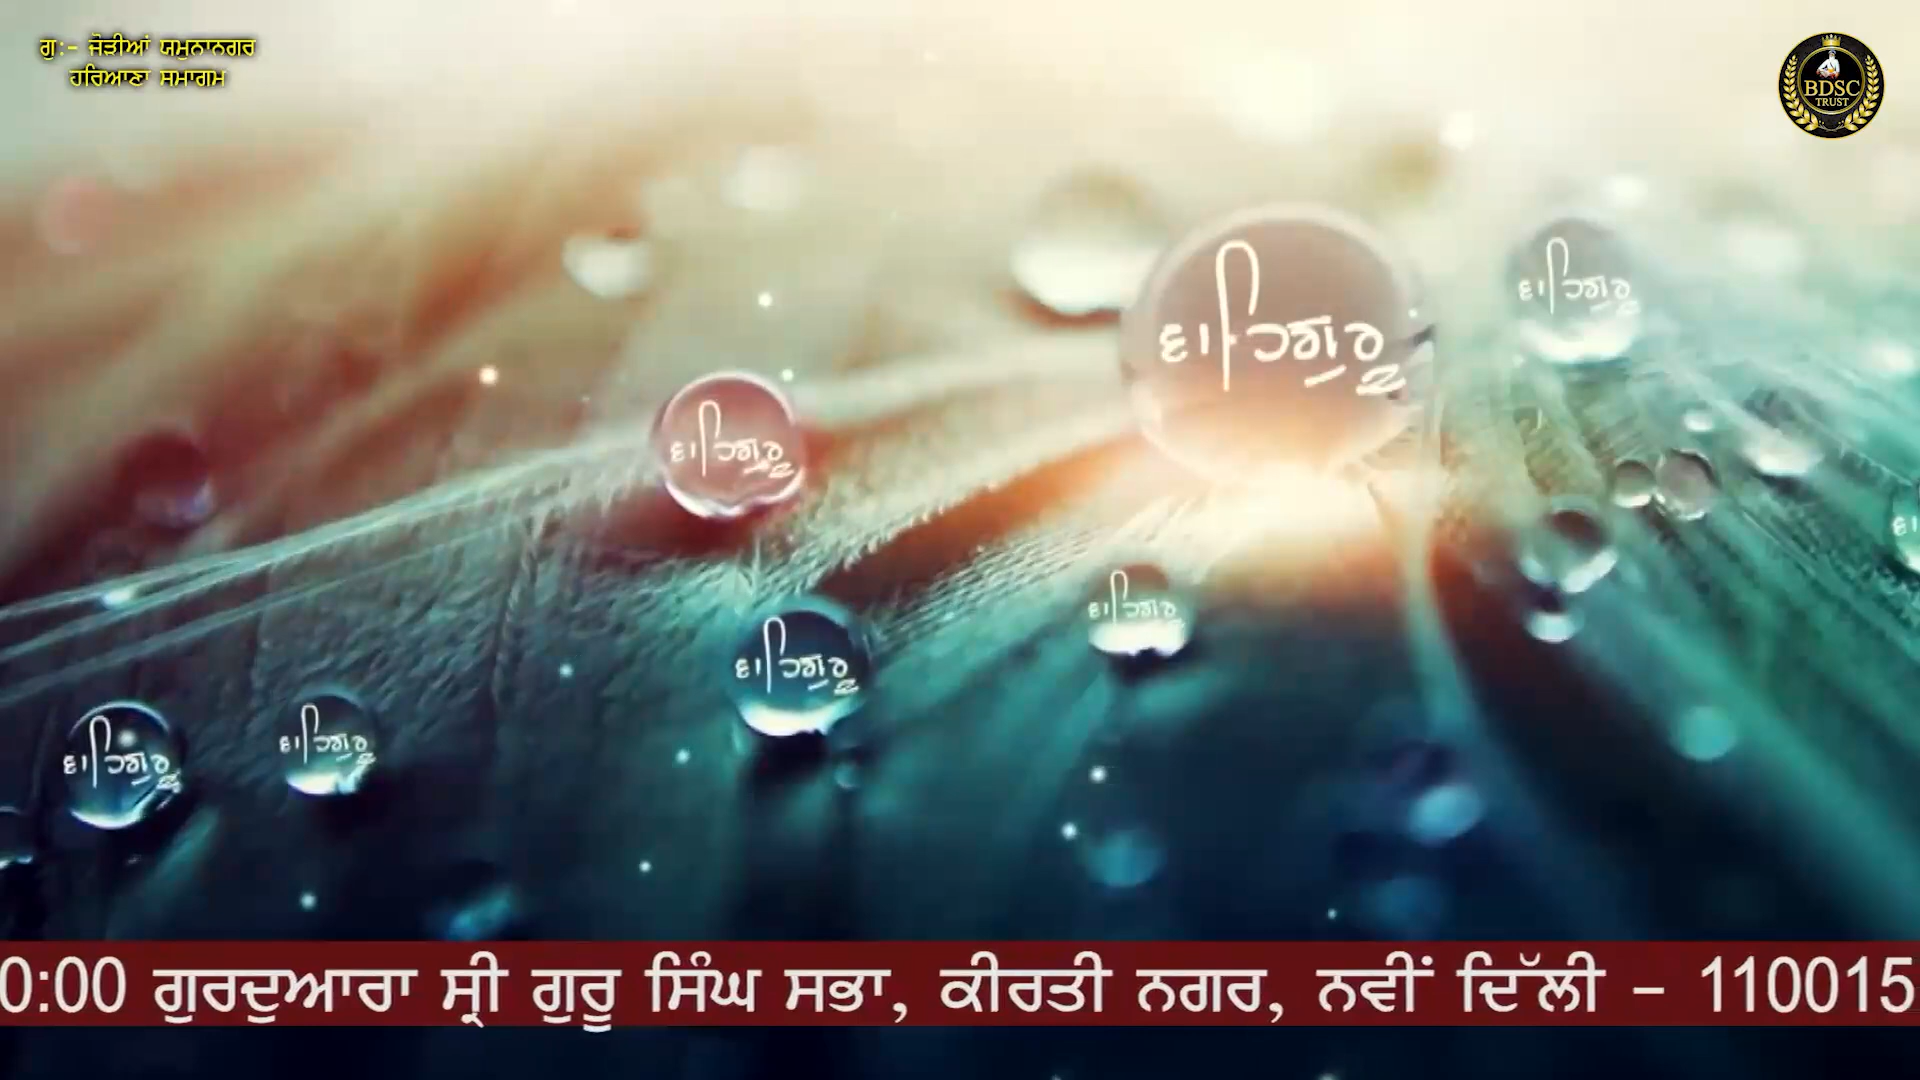 ਗੁ:- ਜੋੜੀਆਂ ਯਮੁਨਾਨਗਰ
ਹਰਿਆਣਾ ਸਮਾਗਮ
BDSC
TRUST
ਵਾਹਿਗੁਰੂ
ਵਾਹਿਗੁਰੂ
ਵਾਹਿਗੁਰੂ
ਵਾਹਿਗੁਰੂ
ਵਾਹਿਗੁਰੂ
ਵਾਹਿਗੁਰੂ
ਵਾਹਿਗੁਰੂ
0:00 ਗੁਰਦੁਆਰਾ ਸ੍ਰੀ ਗੁਰੂ ਸਿੰਘ ਸਭਾ, ਕੀਰਤੀ ਨਗਰ, ਨਵੀਂ ਦਿੱਲੀ - 110015